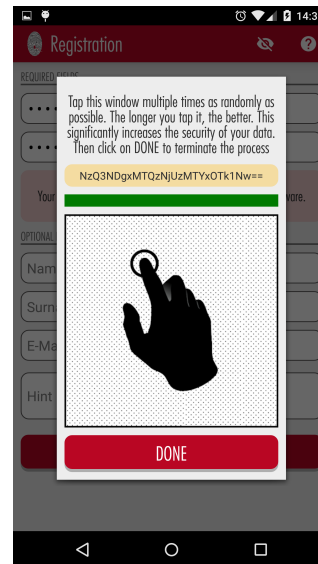 14:3
Registration
REQUIRED FIELDS
Tap this window multiple times as randomly as
possible. The longer you tap it, the better. This
significantly increases the security of your data.
Then click on DONE to terminate the process
NzQ3NDgxMTQzNjUzMTYxOTk1Nw==
Your
ware.
OPTIONAL
Nam
Surn
E-Ma
Hint
DONE